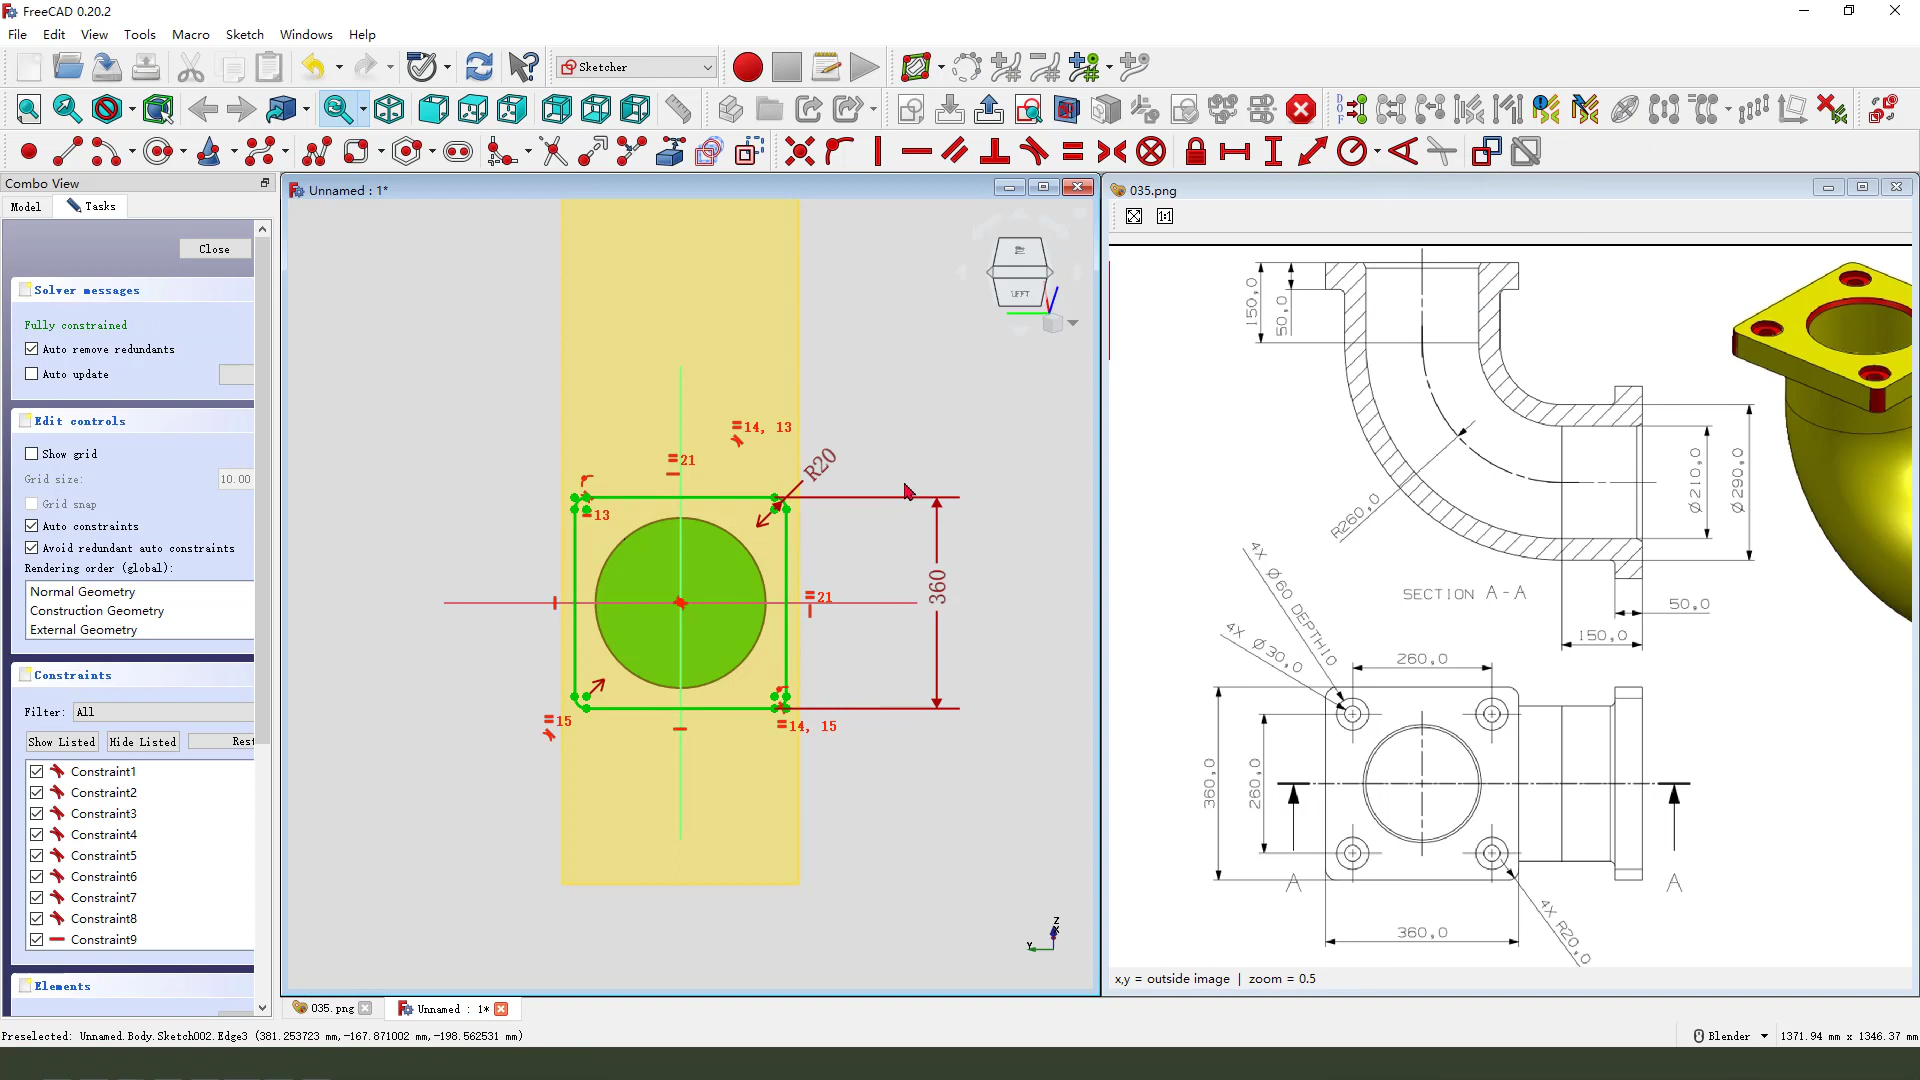 FreeCAD 0.20.2
File Edit View Tools Macro Sketch Windows Help
Sketcher
Combo View
Model Tasks
Close
Solver messages
Fully constrained
Auto remove redundants
Auto update
Edit controls
Show grid
Grid size: 10.00
Grid snap
Auto constraints
Avoid redundant auto constraints
Rendering order (global):
Normal Geometry
Construction Geometry
External Geometry
Constraints
Filter: All
Show Listed Hide Listed Rest
Constraint1
Constraint2
Constraint3
Constraint4
Constraint5
Constraint6
Constraint7
Constraint8
Constraint9
Elements
Unnamed : 1*
LEFT
14, 13
21
R20
13
360
21
15
14, 15
Z
Y
035.png
1:1
150,0
50,0
Ø210,0
Ø290,0
R260,0
SECTION A-A
50,0
150,0
4X Ø60 DEPTH10
4X Ø30,0
260,0
360,0
260,0
A A
4X R20,0
360,0
x,y = outside image | zoom = 0.5
035.png Unnamed : 1*
Preselected: Unnamed.Body.Sketch002.Edge3 (381.253723 mm,-167.871002 mm,-198.562531 mm)
Blender 1371.94 mm x 1346.37 mm